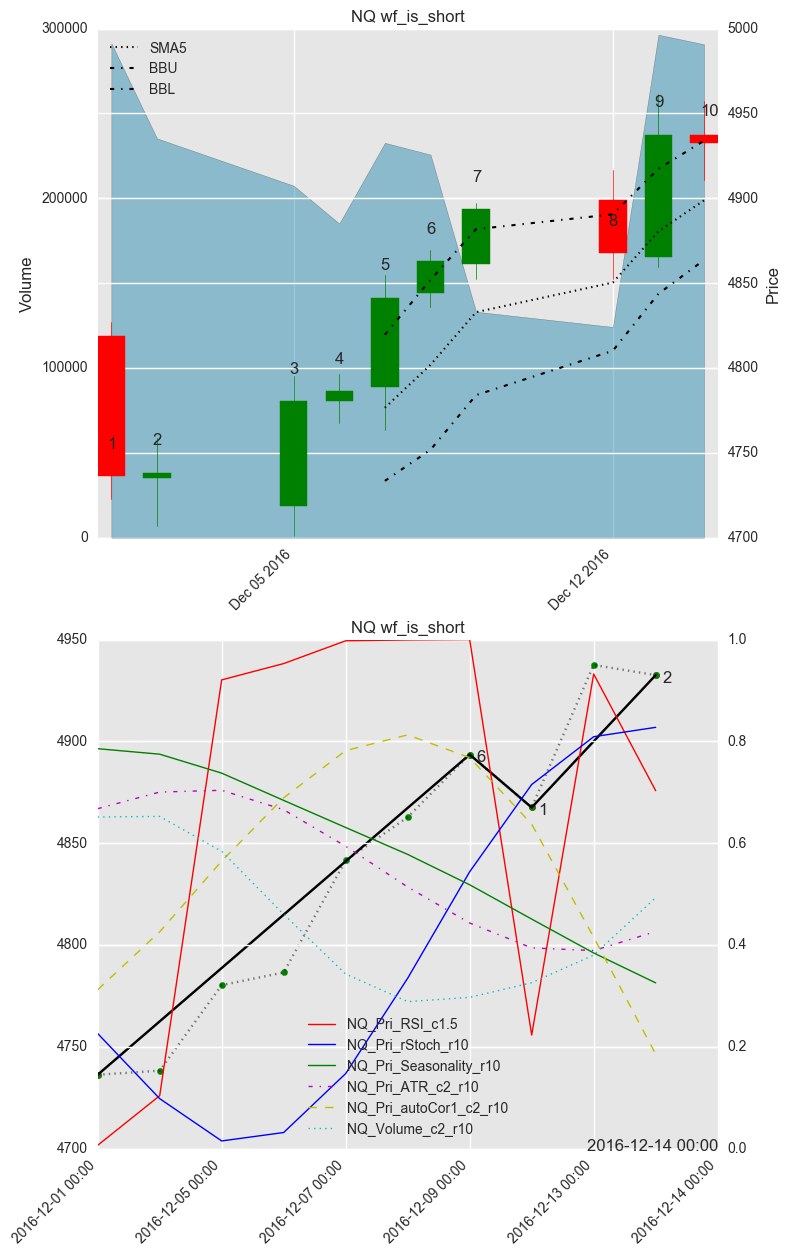 NQ wf_is_short
300000
200000
100000
0
Volume
5000
4950
4900
4850
4800
4750
4700
Price
SMA5
BBU
BBL
1
2
3
4
5
6
7
8
9
10
Dec 05 2016
Dec 12 2016
NQ wf_is_short
4950
4900
4850
4800
4750
4700
1.0
0.8
0.6
0.4
0.2
0.0
6
1
2
NQ_Pri_RSI_c1.5
NQ_Pri_rStoch_r10
NQ_Pri_Seasonality_r10
NQ_Pri_ATR_c2_r10
NQ_Pri_autoCor1_c2_r10
NQ_Volume_c2_r10
2016-12-14 00:00
2016-12-01 00:00
2016-12-05 00:00
2016-12-07 00:00
2016-12-09 00:00
2016-12-13 00:00
2016-12-14 00:00